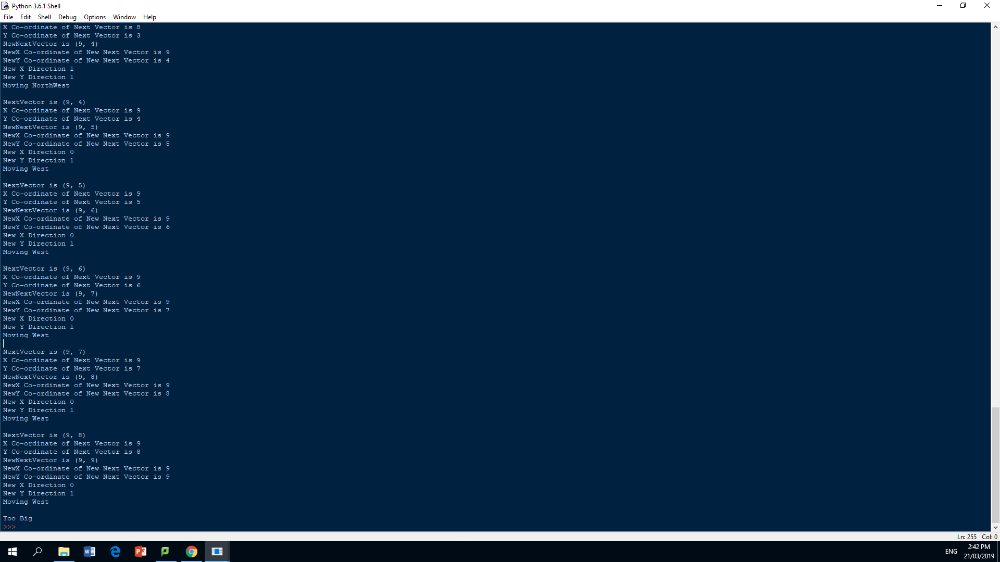 Python 3.6.1 Shell
File Edit Shell Debug Options Window Help
X Co-ordinate of Next Vector is 8
Y Co-ordinate of Next Vector is 3
NewNextVector is (9, 4)
NewX Co-ordinate of New Next Vector is 9
NewY Co-ordinate of New Next Vector is 4
New X Direction 1
New Y Direction 1
Moving NorthWest
NextVector is (9, 4)
X Co-ordinate of Next Vector is 9
Y Co-ordinate of Next Vector is 4
NewNextVector is (9, 5)
NewX Co-ordinate of New Next Vector is 9
NewY Co-ordinate of New Next Vector is 5
New X Direction 0
New Y Direction 1
Moving West
NextVector is (9, 5)
X Co-ordinate of Next Vector is 9
Y Co-ordinate of Next Vector is 5
NewNextVector is (9, 6)
NewX Co-ordinate of New Next Vector is 9
NewY Co-ordinate of New Next Vector is 6
New X Direction 0
New Y Direction 1
Moving West
NextVector is (9, 6)
X Co-ordinate of Next Vector is 9
Y Co-ordinate of Next Vector is 6
NewNextVector is (9, 7)
NewX Co-ordinate of New Next Vector is 9
NewY Co-ordinate of New Next Vector is 7
New X Direction 0
New Y Direction 1
Moving West
NextVector is (9, 7)
X Co-ordinate of Next Vector is 9
Y Co-ordinate of Next Vector is 7
NewNextVector is (9, 8)
NewX Co-ordinate of New Next Vector is 9
NewY Co-ordinate of New Next Vector is 8
New X Direction 0
New Y Direction 1
Moving West
NextVector is (9, 8)
X Co-ordinate of Next Vector is 9
Y Co-ordinate of Next Vector is 8
NewNextVector is (9, 9)
NewX Co-ordinate of New Next Vector is 9
NewY Co-ordinate of New Next Vector is 9
New X Direction 0
New Y Direction 1
Moving West
Too Big
>>>
Ln: 255 Col: 0
ENG
2:42 PM
21/03/2019